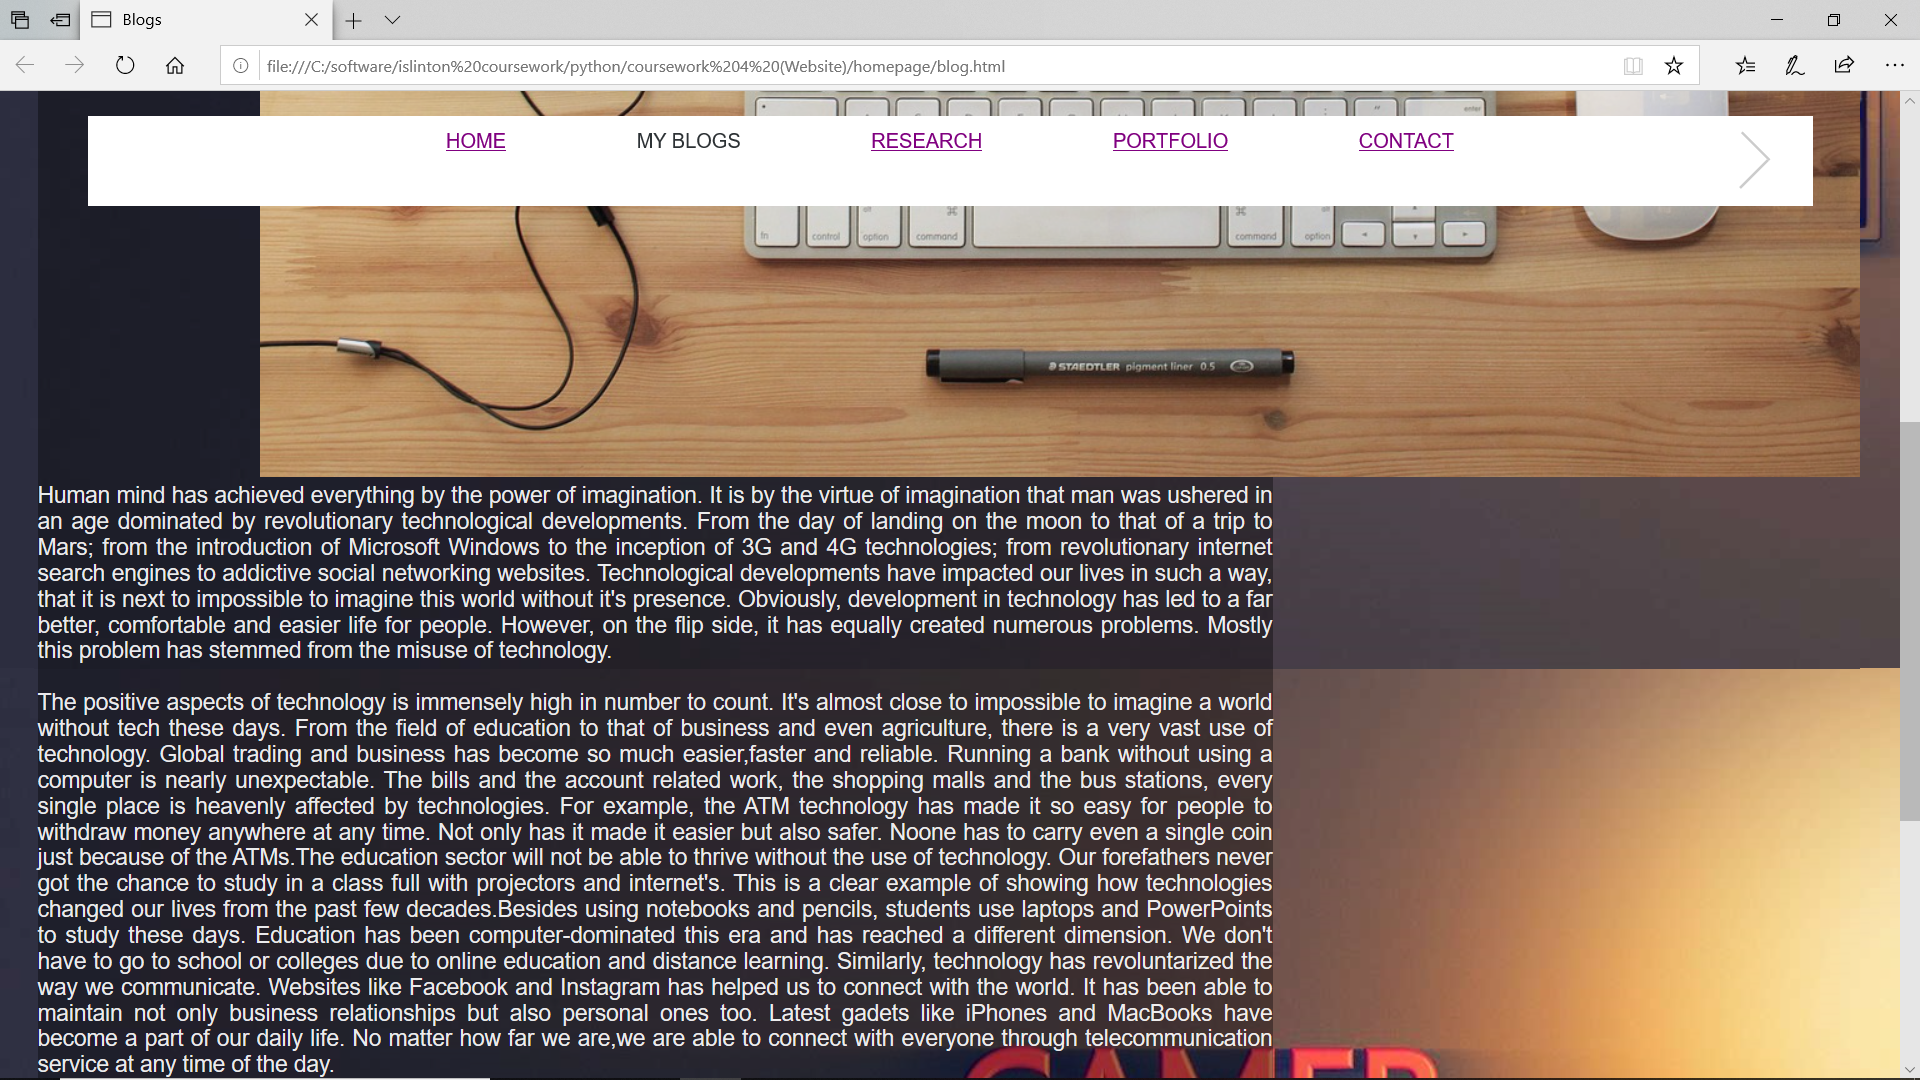 Blogs
file:///C:/software/islinton%20coursework/python/coursework%204%20(Website)/homepage/blog.html
enter
HOME MY BLOGS RESEARCH PORTFOLIO CONTACT
fn control alt option ⌘ command ⌘ command alt option
STAEDTLER pigment liner 0.5
Human mind has achieved everything by the power of imagination. It is by the virtue of imagination that man was ushered in
an age dominated by revolutionary technological developments. From the day of landing on the moon to that of a trip to
Mars; from the introduction of Microsoft Windows to the inception of 3G and 4G technologies; from revolutionary internet
search engines to addictive social networking websites. Technological developments have impacted our lives in such a way,
that it is next to impossible to imagine this world without it's presence. Obviously, development in technology has led to a far
better, comfortable and easier life for people. However, on the flip side, it has equally created numerous problems. Mostly
this problem has stemmed from the misuse of technology.
The positive aspects of technology is immensely high in number to count. It's almost close to impossible to imagine a world
without tech these days. From the field of education to that of business and even agriculture, there is a very vast use of
technology. Global trading and business has become so much easier,faster and reliable. Running a bank without using a
computer is nearly unexpectable. The bills and the account related work, the shopping malls and the bus stations, every
single place is heavenly affected by technologies. For example, the ATM technology has made it so easy for people to
withdraw money anywhere at any time. Not only has it made it easier but also safer. Noone has to carry even a single coin
just because of the ATMs.The education sector will not be able to thrive without the use of technology. Our forefathers never
got the chance to study in a class full with projectors and internet's. This is a clear example of showing how technologies
changed our lives from the past few decades.Besides using notebooks and pencils, students use laptops and PowerPoints
to study these days. Education has been computer-dominated this era and has reached a different dimension. We don't
have to go to school or colleges due to online education and distance learning. Similarly, technology has revoluntarized the
way we communicate. Websites like Facebook and Instagram has helped us to connect with the world. It has been able to
maintain not only business relationships but also personal ones too. Latest gadets like iPhones and MacBooks have
become a part of our daily life. No matter how far we are,we are able to connect with everyone through telecommunication
service at any time of the day.
GAMER